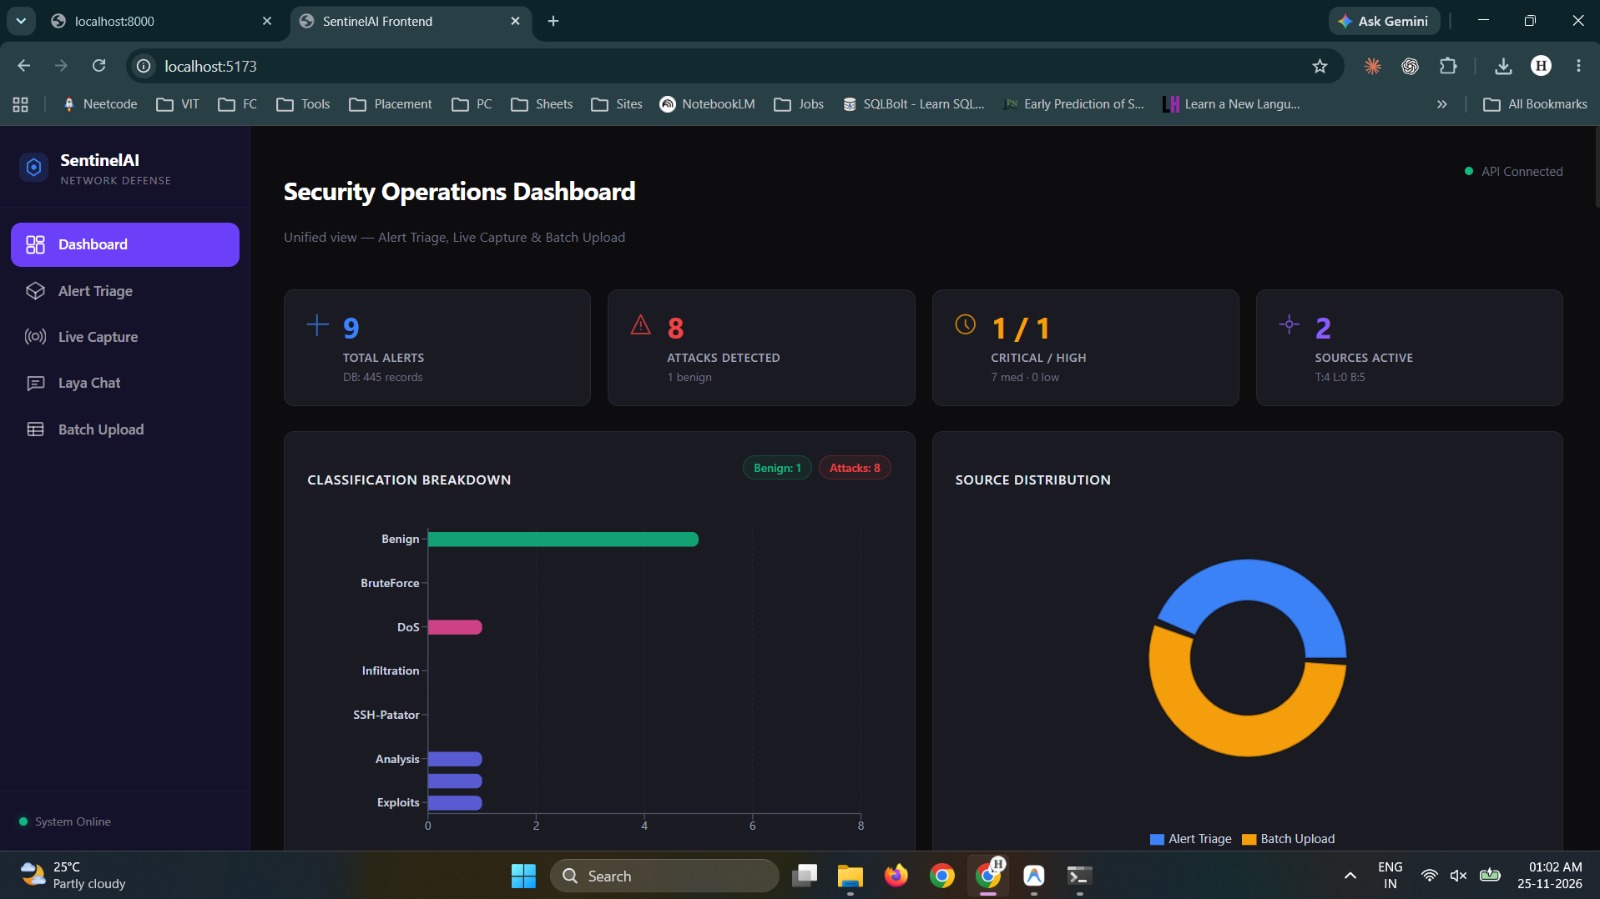 localhost:8000
SentinelAI Frontend
Ask Gemini
localhost:5173
H
Neetcode
VIT
FC
Tools
Placement
PC
Sheets
Sites
NotebookLM
Jobs
SQLBolt - Learn SQL...
Early Prediction of S...
Learn a New Langu...
All Bookmarks
SentinelAI
NETWORK DEFENSE
Dashboard
Alert Triage
Live Capture
Laya Chat
Batch Upload
System Online
API Connected
Security Operations Dashboard
Unified view — Alert Triage, Live Capture & Batch Upload
9
TOTAL ALERTS
DB: 445 records
8
ATTACKS DETECTED
1 benign
1 / 1
CRITICAL / HIGH
7 med · 0 low
2
SOURCES ACTIVE
T:4 L:0 B:5
CLASSIFICATION BREAKDOWN
Benign: 1
Attacks: 8
Benign
BruteForce
DoS
Infiltration
SSH-Patator
Analysis
Exploits
0 2 4 6 8
SOURCE DISTRIBUTION
Alert Triage
Batch Upload
25°C
Partly cloudy
Search
H
ENG
IN
01:02 AM
25-11-2026